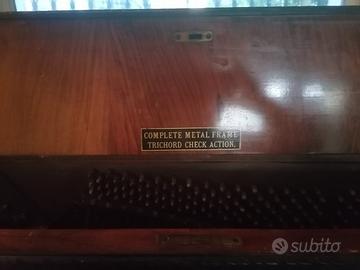 COMPLETE METAL FRAME
TRICHORD CHECK ACTION.
subito